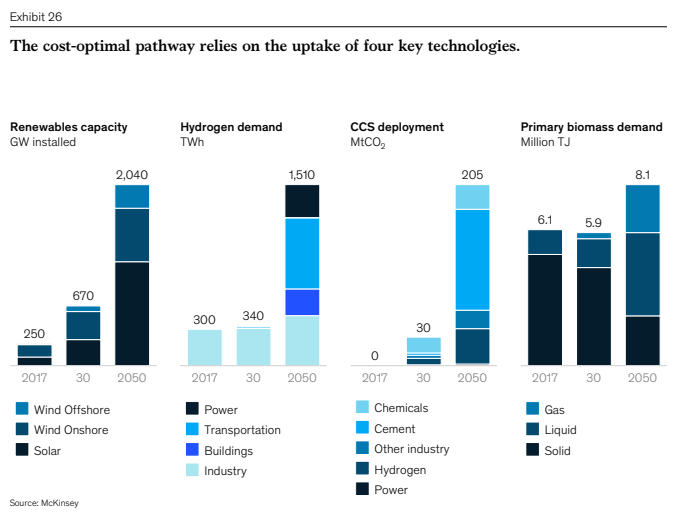 Exhibit 26
The cost-optimal pathway relies on the uptake of four key technologies.
Renewables capacity
GW installed
2,040
670
250
2017
30
2050
Wind Offshore
Wind Onshore
Solar
Hydrogen demand
TWh
1,510
300
340
2017
30
2050
Power
Transportation
Buildings
Industry
CCS deployment
MtCO2
205
30
0
2017
30
2050
Chemicals
Cement
Other industry
Hydrogen
Power
Primary biomass demand
Million TJ
8.1
6.1
5.9
2017
30
2050
Gas
Liquid
Solid
Source: McKinsey